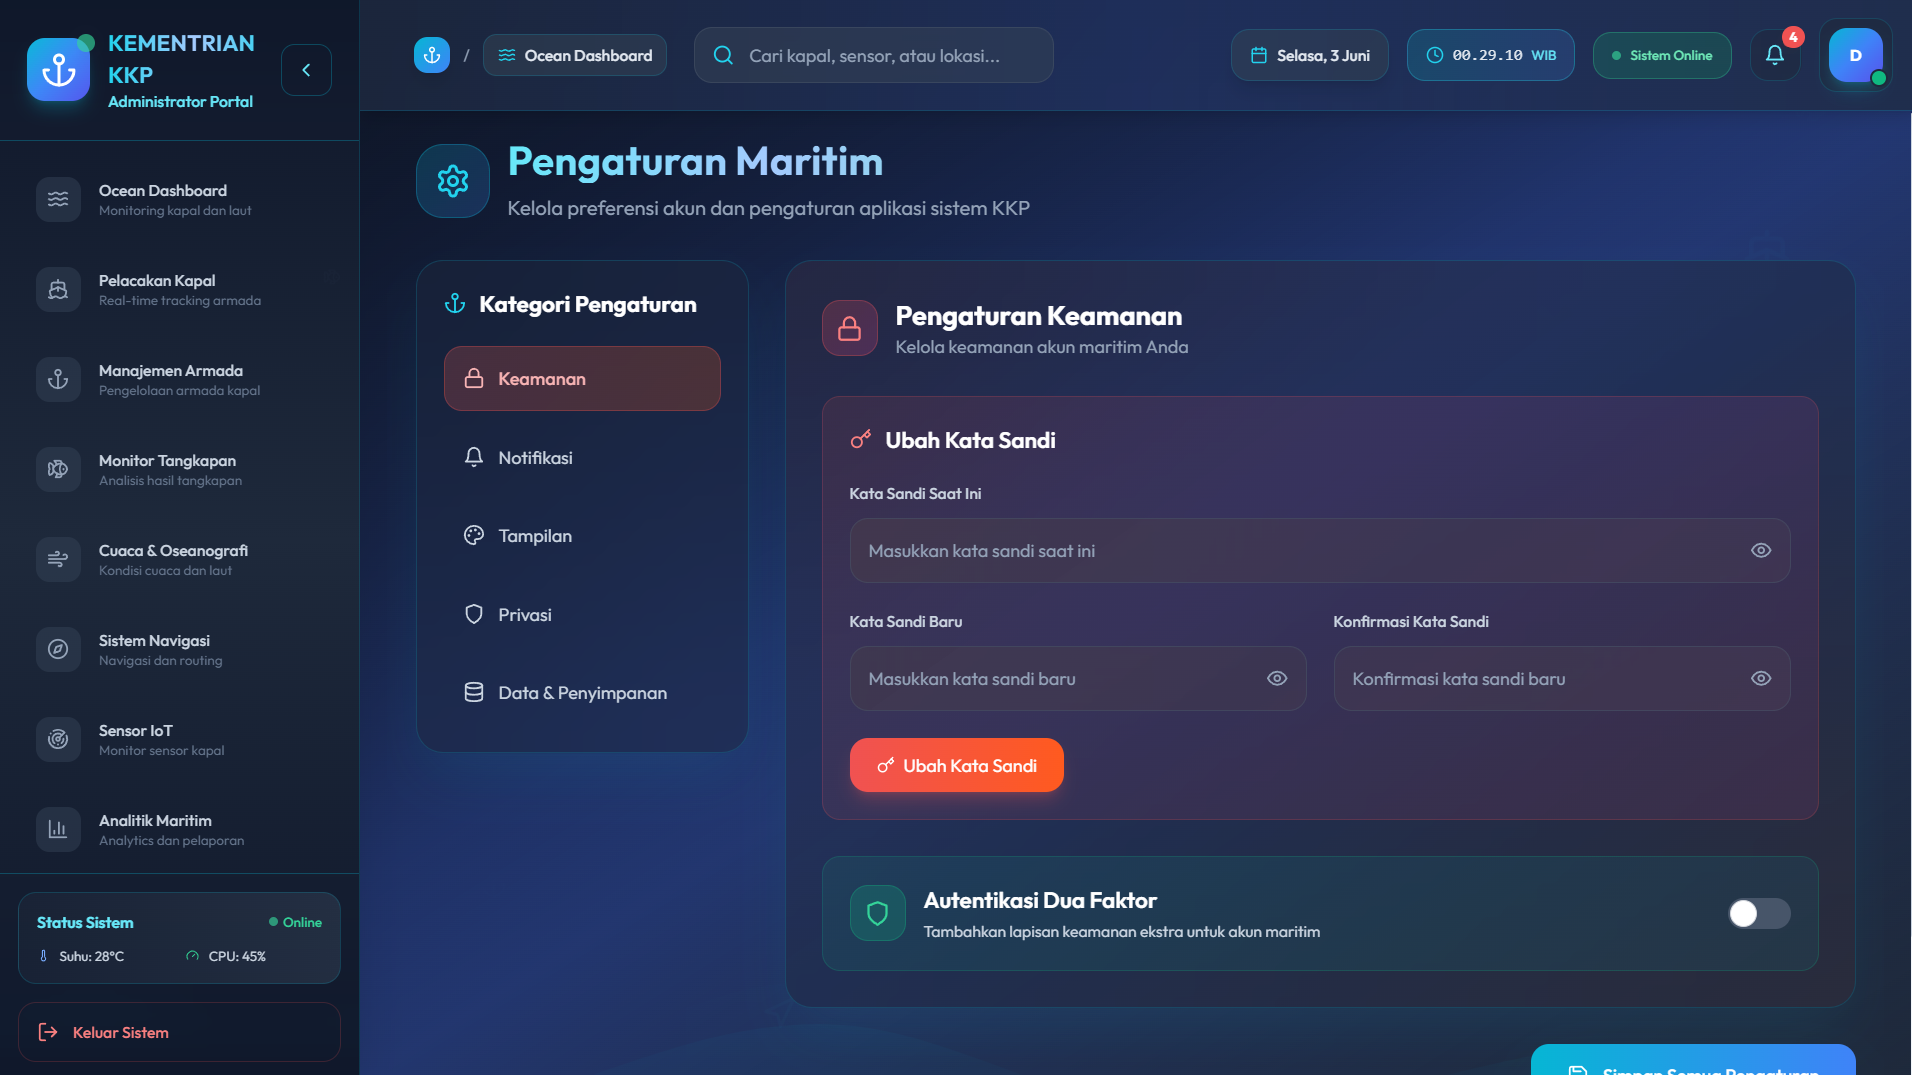 KEMENTRIAN
KKP
Administrator Portal
Ocean Dashboard
Monitoring kapal dan laut
Pelacakan Kapal
Real-time tracking armada
Manajemen Armada
Pengelolaan armada kapal
Monitor Tangkapan
Analisis hasil tangkapan
Cuaca & Oseanografi
Kondisi cuaca dan laut
Sistem Navigasi
Navigasi dan routing
Sensor IoT
Monitor sensor kapal
Analitik Maritim
Analytics dan pelaporan
Status Sistem
Online
Suhu: 28°C
CPU: 45%
Keluar Sistem
/
Ocean Dashboard
Cari kapal, sensor, atau lokasi...
Selasa, 3 Juni
00.29.10 WIB
Sistem Online
4
D
Pengaturan Maritim
Kelola preferensi akun dan pengaturan aplikasi sistem KKP
Kategori Pengaturan
Keamanan
Notifikasi
Tampilan
Privasi
Data & Penyimpanan
Pengaturan Keamanan
Kelola keamanan akun maritim Anda
Ubah Kata Sandi
Kata Sandi Saat Ini
Masukkan kata sandi saat ini
Kata Sandi Baru
Konfirmasi Kata Sandi
Masukkan kata sandi baru
Konfirmasi kata sandi baru
Ubah Kata Sandi
Autentikasi Dua Faktor
Tambahkan lapisan keamanan ekstra untuk akun maritim
Simpan Semua Pengaturan